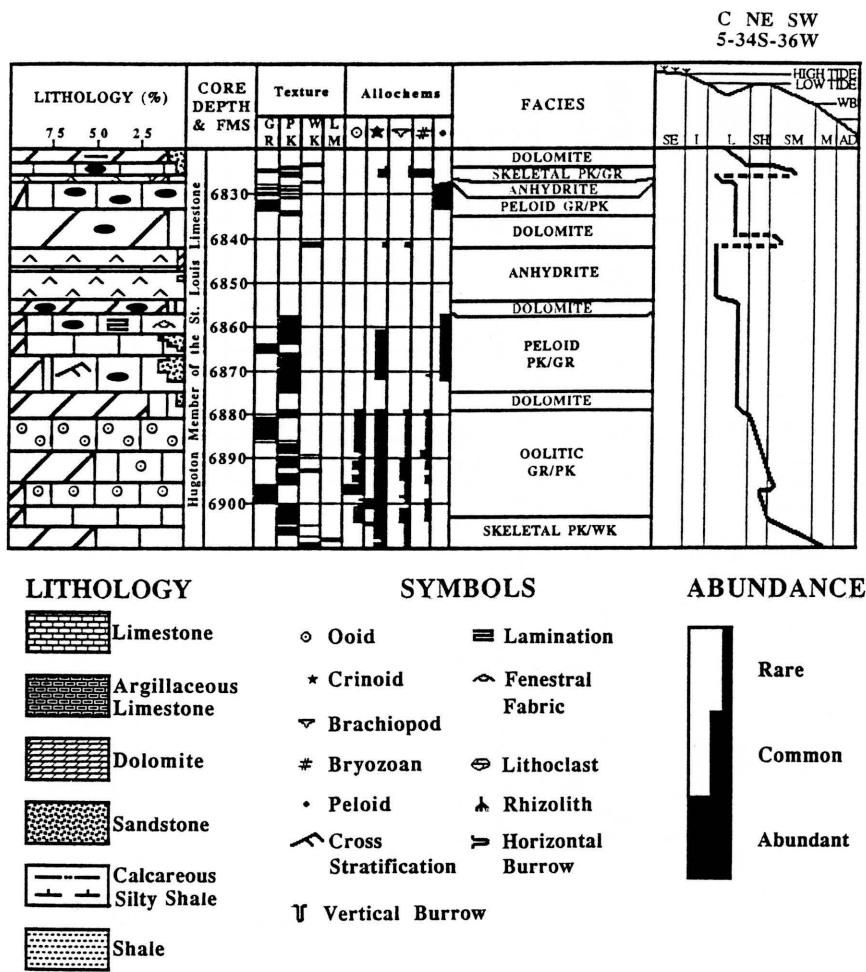 C NE SW
5-34S-36W
LITHOLOGY (%)
7.5 50 2.5
CORE
DEPTH
& FMS
Texture
G R P K W K L M
Allochems
FACIES
HIGH TIDE
LOW TIDE
WB
SE I L SH SM M AD
Hugoton Member of the St. Louis Limestone
6830
6840
6850
6860
6870
6880
6890
6900
DOLOMITE
SKELETAL PK/GR
ANHYDRITE
PELOID GR/PK
DOLOMITE
ANHYDRITE
DOLOMITE
PELOID
PK/GR
DOLOMITE
OOLITIC
GR/PK
SKELETAL PK/WK
LITHOLOGY
Limestone
Argillaceous
Limestone
Dolomite
Sandstone
Calcareous
Silty Shale
Shale
SYMBOLS
Ooid
Crinoid
Brachiopod
Bryozoan
Peloid
Cross
Stratification
Vertical Burrow
Lamination
Fenestral
Fabric
Lithoclast
Rhizolith
Horizontal
Burrow
ABUNDANCE
Rare
Common
Abundant